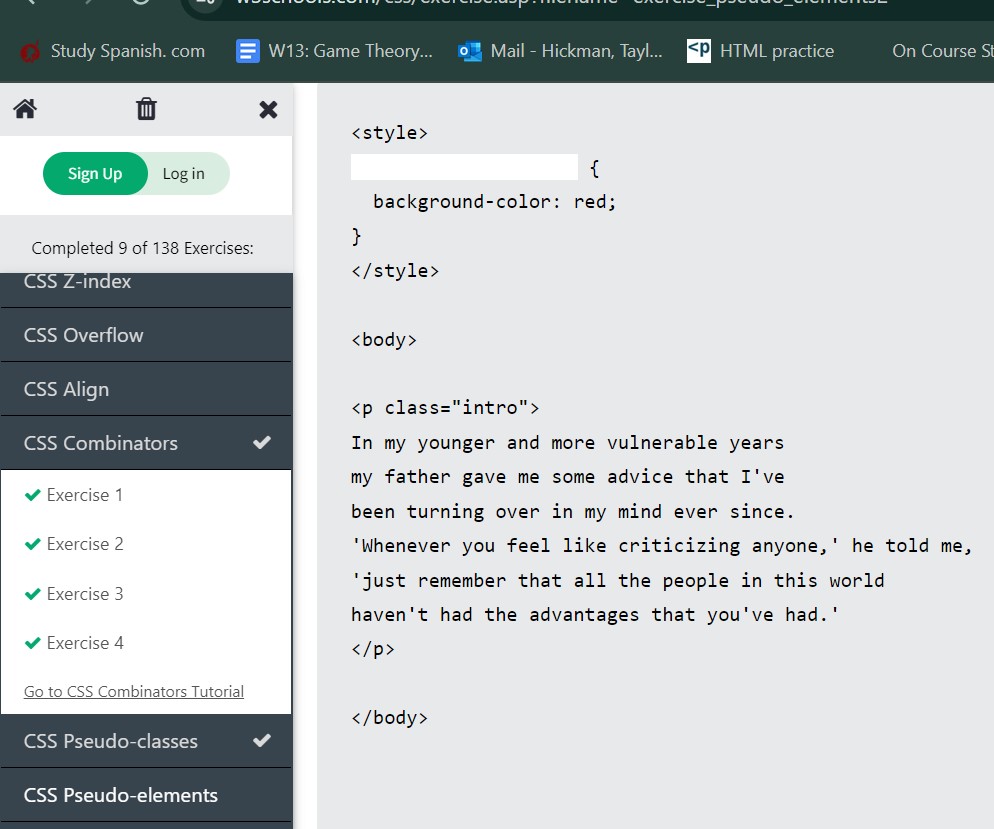 w3schools.com/css/exercise.asp?filename=exercise_pseudo_elements2
Study Spanish. com
W13: Game Theory...
Mail - Hickman, Tayl...
<p
HTML practice
On Course St
Sign Up
Log in
Completed 9 of 138 Exercises:
CSS Z-index
CSS Overflow
CSS Align
CSS Combinators
Exercise 1
Exercise 2
Exercise 3
Exercise 4
Go to CSS Combinators Tutorial
CSS Pseudo-classes
CSS Pseudo-elements
<style>
{
background-color: red;
}
</style>
<body>
<p class="intro">
In my younger and more vulnerable years
my father gave me some advice that I've
been turning over in my mind ever since.
'Whenever you feel like criticizing anyone,' he told me,
'just remember that all the people in this world
haven't had the advantages that you've had.'
</p>
</body>